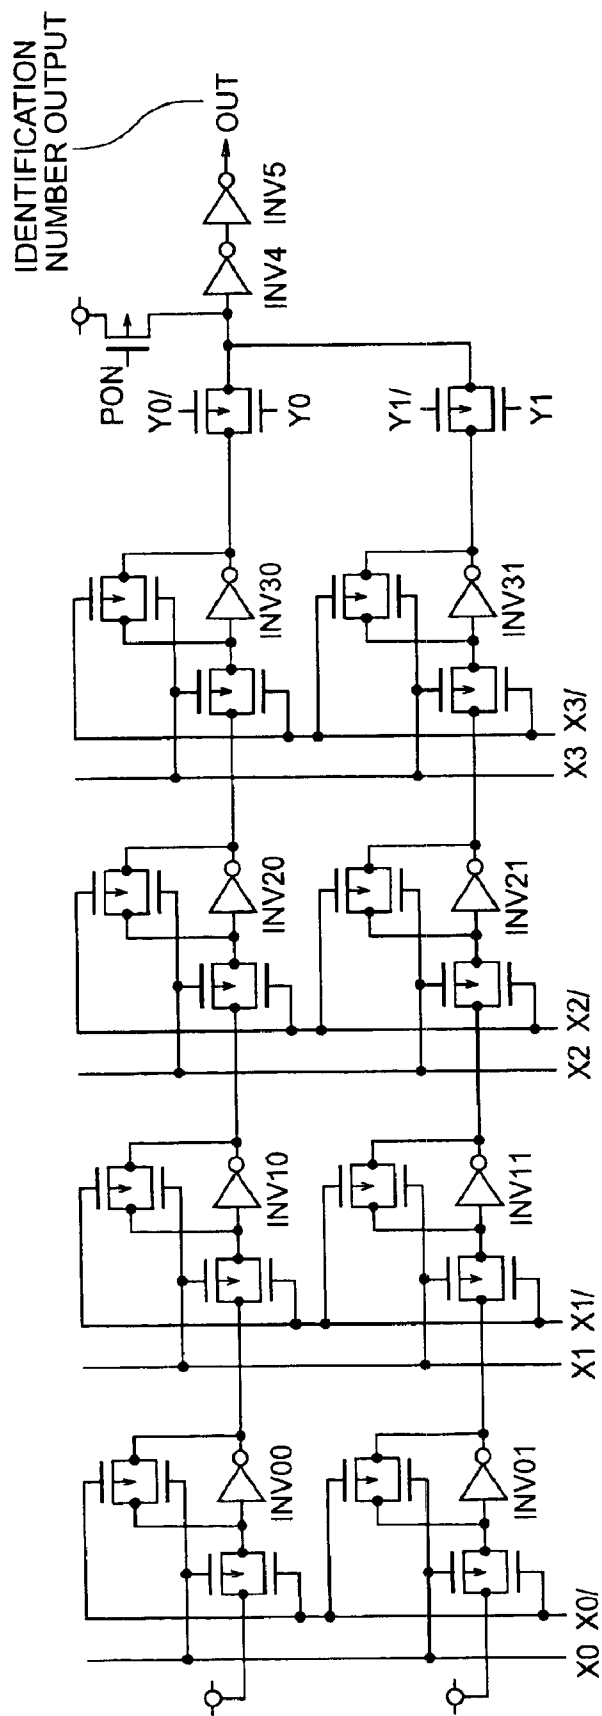 IDENTIFICATION
NUMBER OUTPUT
OUT
INV5
INV4
PON
Y0/
Y0
Y1/
Y1
INV30
INV31
X3 X3/
INV20
INV21
X2 X2/
INV10
INV11
X1 X1/
INV00
INV01
X0 X0/